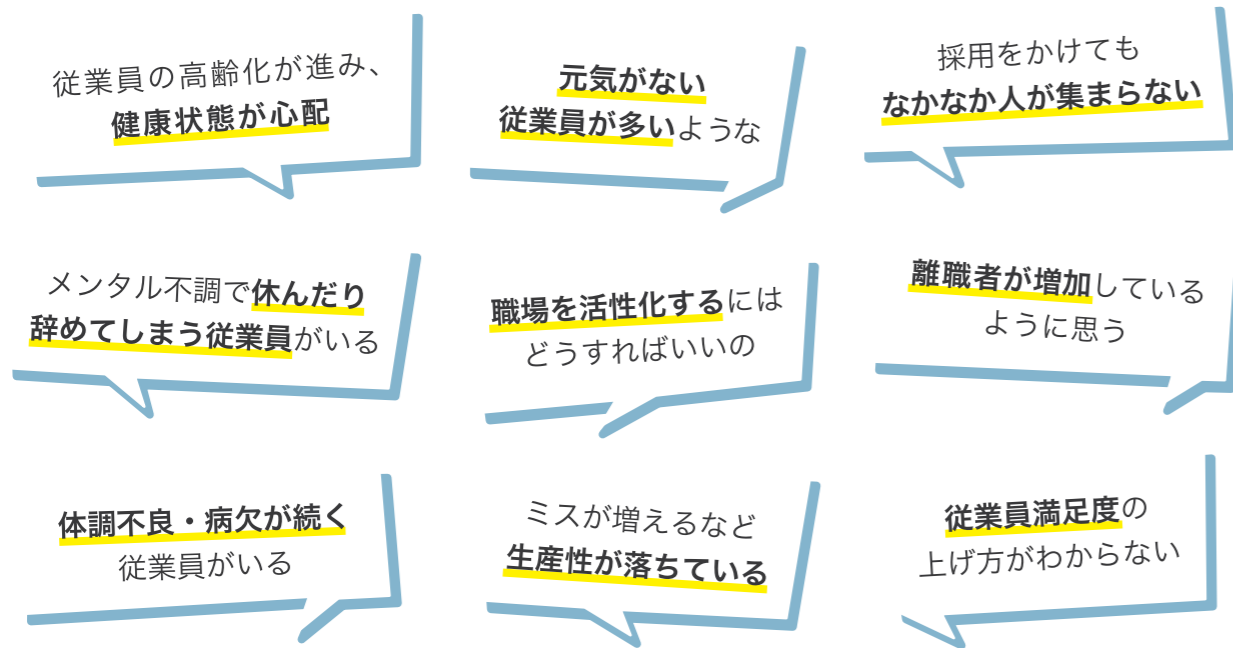 従業員の高齢化が進み、
健康状態が心配
元気がない
従業員が多いような
採用をかけても
なかなか人が集まらない
メンタル不調で休んだり
辞めてしまう従業員がいる
職場を活性化するには
どうすればいいの
離職者が増加している
ように思う
体調不良・病欠が続く
従業員がいる
ミスが増えるなど
生産性が落ちている
従業員満足度の
上げ方がわからない